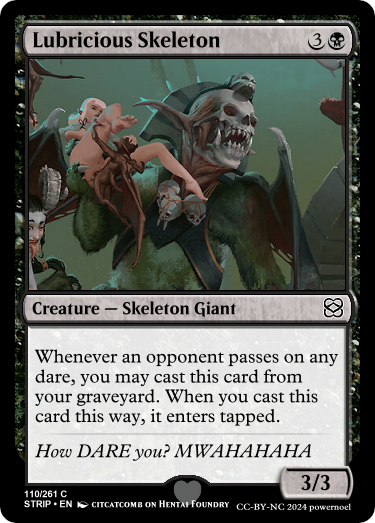 Lubricious Skeleton 3
Creature — Skeleton Giant
Whenever an opponent passes on any
dare, you may cast this card from
your graveyard. When you cast this
card this way, it enters tapped.
How DARE you? MWAHAHAHA
3/3
110/261 C
STRIP • EN CITCATCOMB ON HENTAI FOUNDRY
CC-BY-NC 2024 powernoel